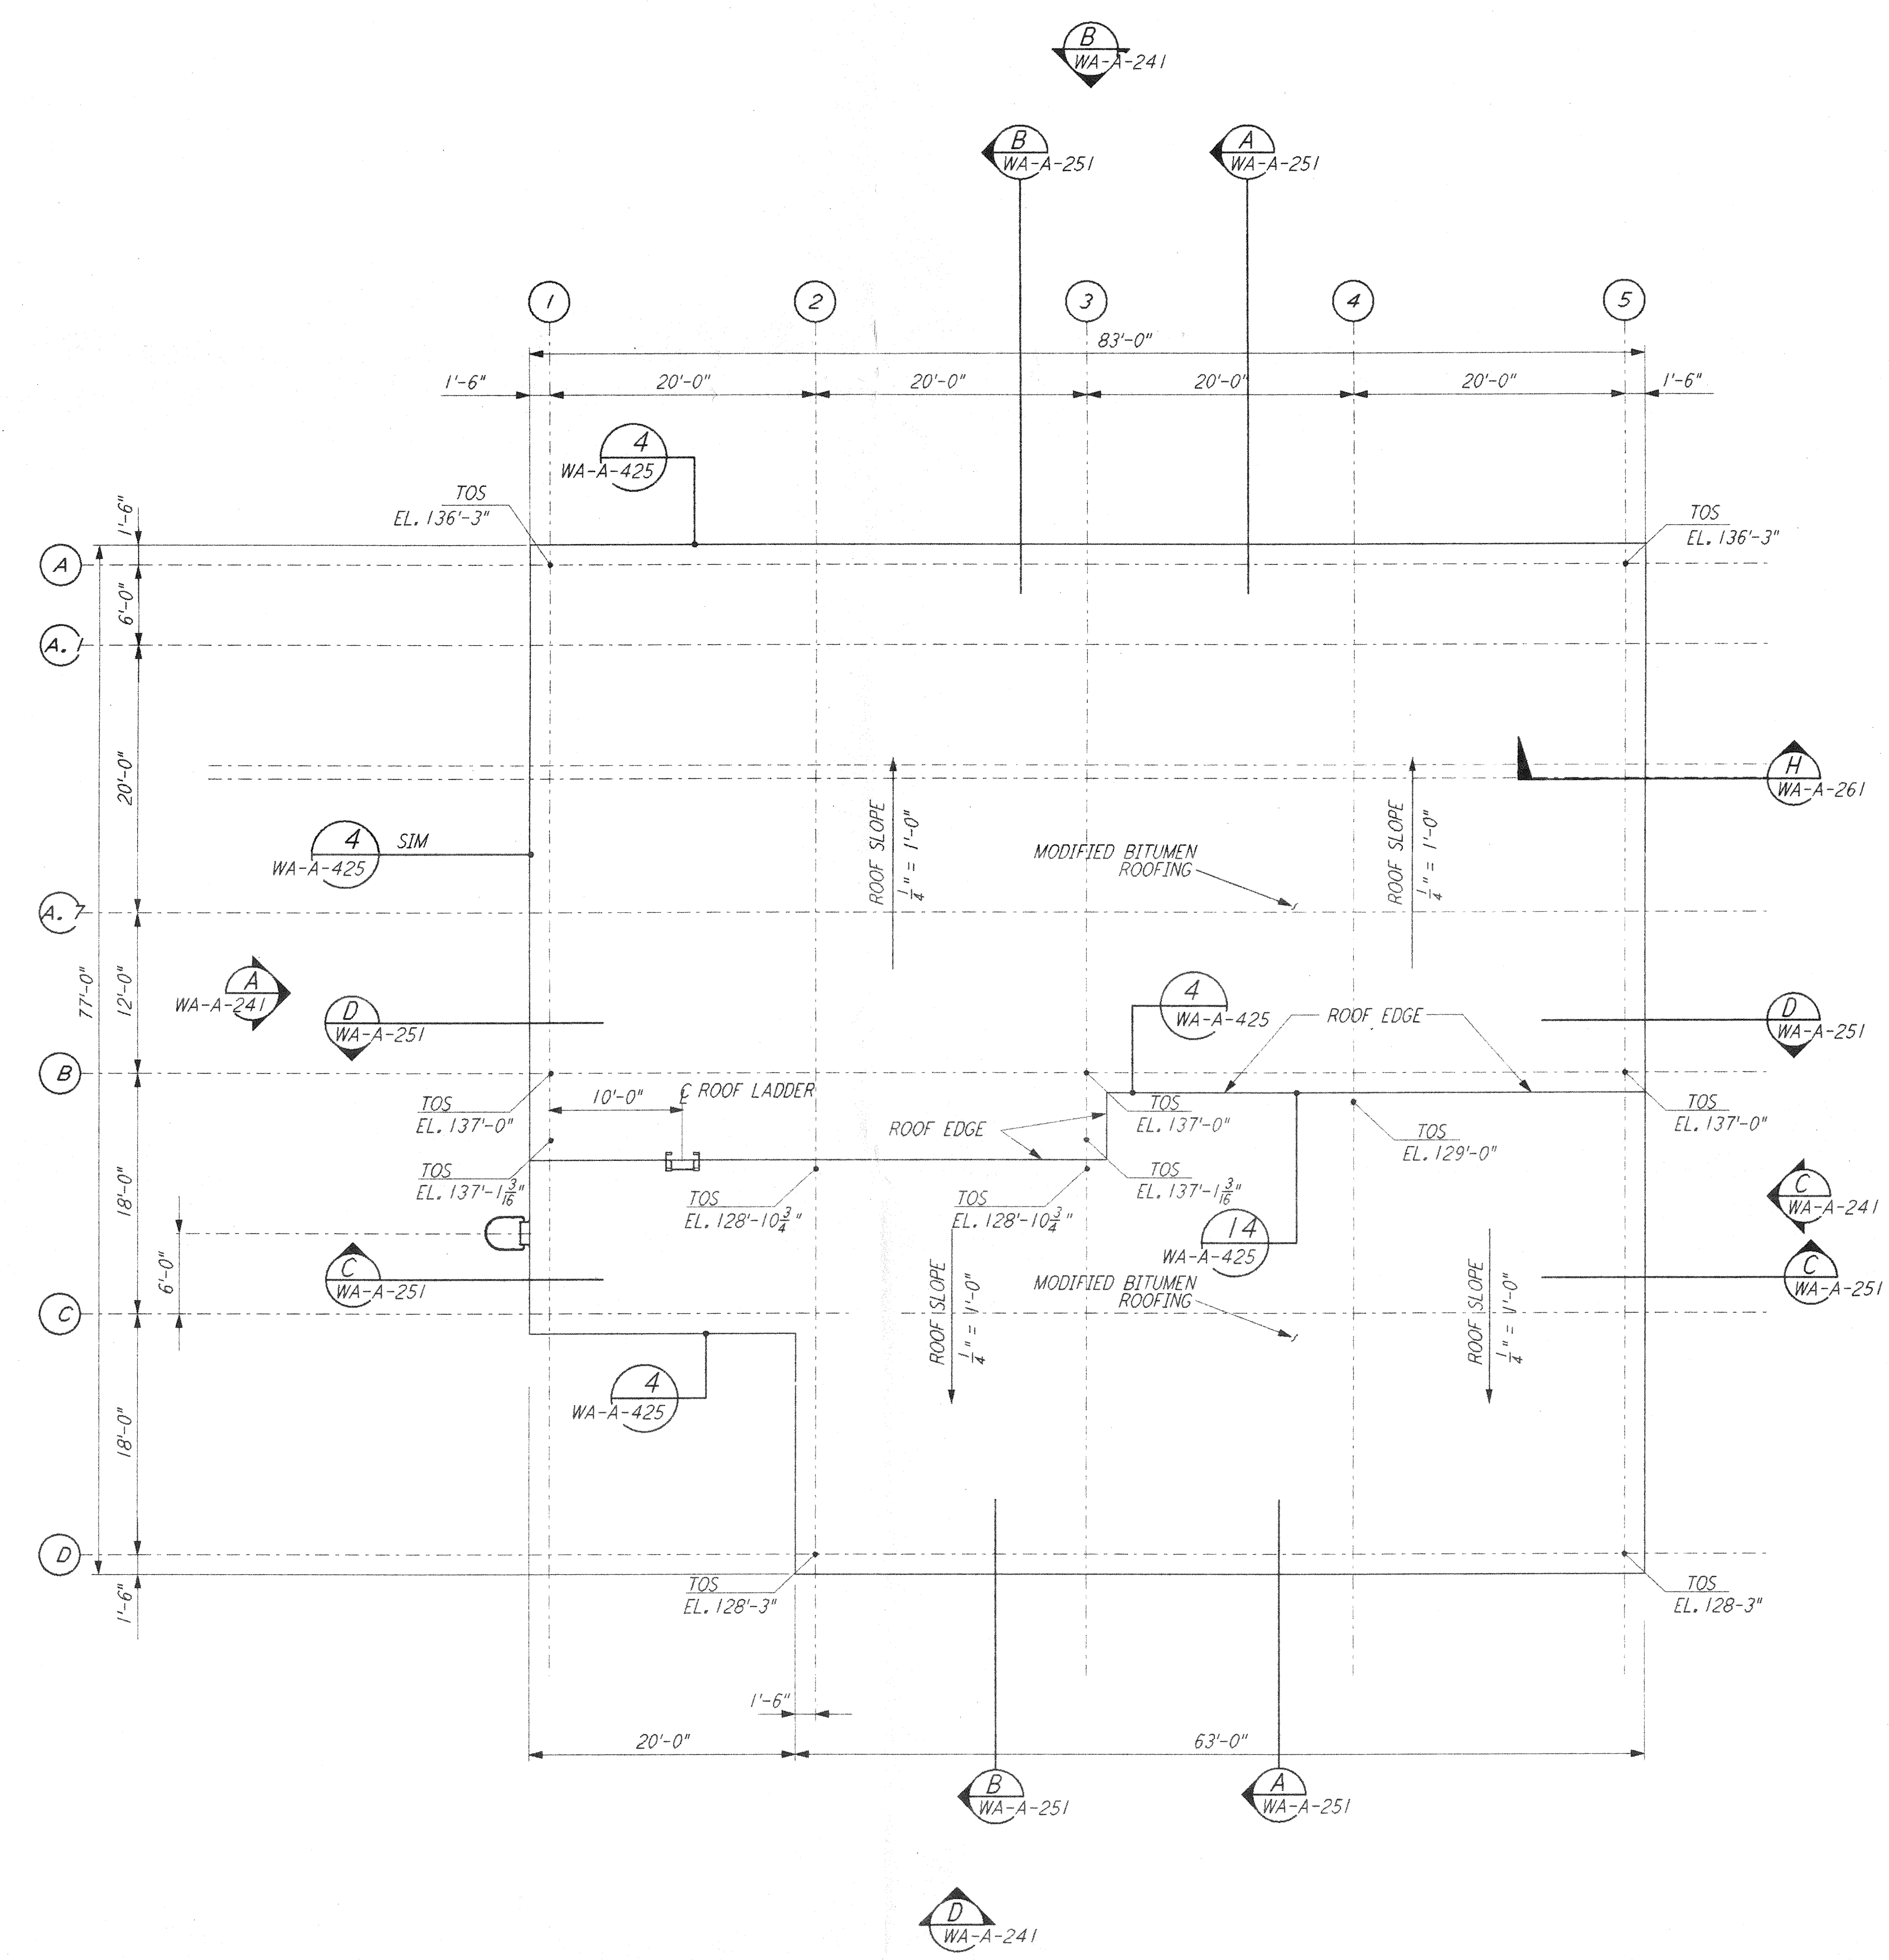 B
WA-A-241
B
WA-A-251
A
WA-A-251
1
2
3
4
5
83'-0"
1'-6"
20'-0"
20'-0"
20'-0"
20'-0"
1'-6"
4
WA-A-425
TOS
EL. 136'-3"
TOS
EL. 136'-3"
1'-6"
A
6'-0"
A.1
20'-0"
H
WA-A-261
ROOF SLOPE
1/4" = 1'-0"
ROOF SLOPE
1/4" = 1'-0"
4
SIM
WA-A-425
MODIFIED BITUMEN
ROOFING
A.7
77'-0"
12'-0"
A
WA-A-241
D
WA-A-251
4
WA-A-425
ROOF EDGE
D
WA-A-251
B
10'-0"
℄ ROOF LADDER
TOS
EL. 137'-0"
ROOF EDGE
TOS
EL. 137'-0"
TOS
EL. 129'-0"
TOS
EL. 137'-0"
TOS
EL. 137'-1 3/16"
TOS
EL. 128'-10 3/4"
TOS
EL. 128'-10 3/4"
TOS
EL. 137'-1 3/16"
18'-0"
C
WA-A-241
6'-0"
C
WA-A-251
14
WA-A-425
ROOF SLOPE
1/4" = 1'-0"
MODIFIED BITUMEN
ROOFING
ROOF SLOPE
1/4" = 1'-0"
C
WA-A-251
C
4
WA-A-425
18'-0"
D
1'-6"
TOS
EL. 128'-3"
TOS
EL. 128-3"
1'-6"
20'-0"
63'-0"
B
WA-A-251
A
WA-A-251
D
WA-A-241